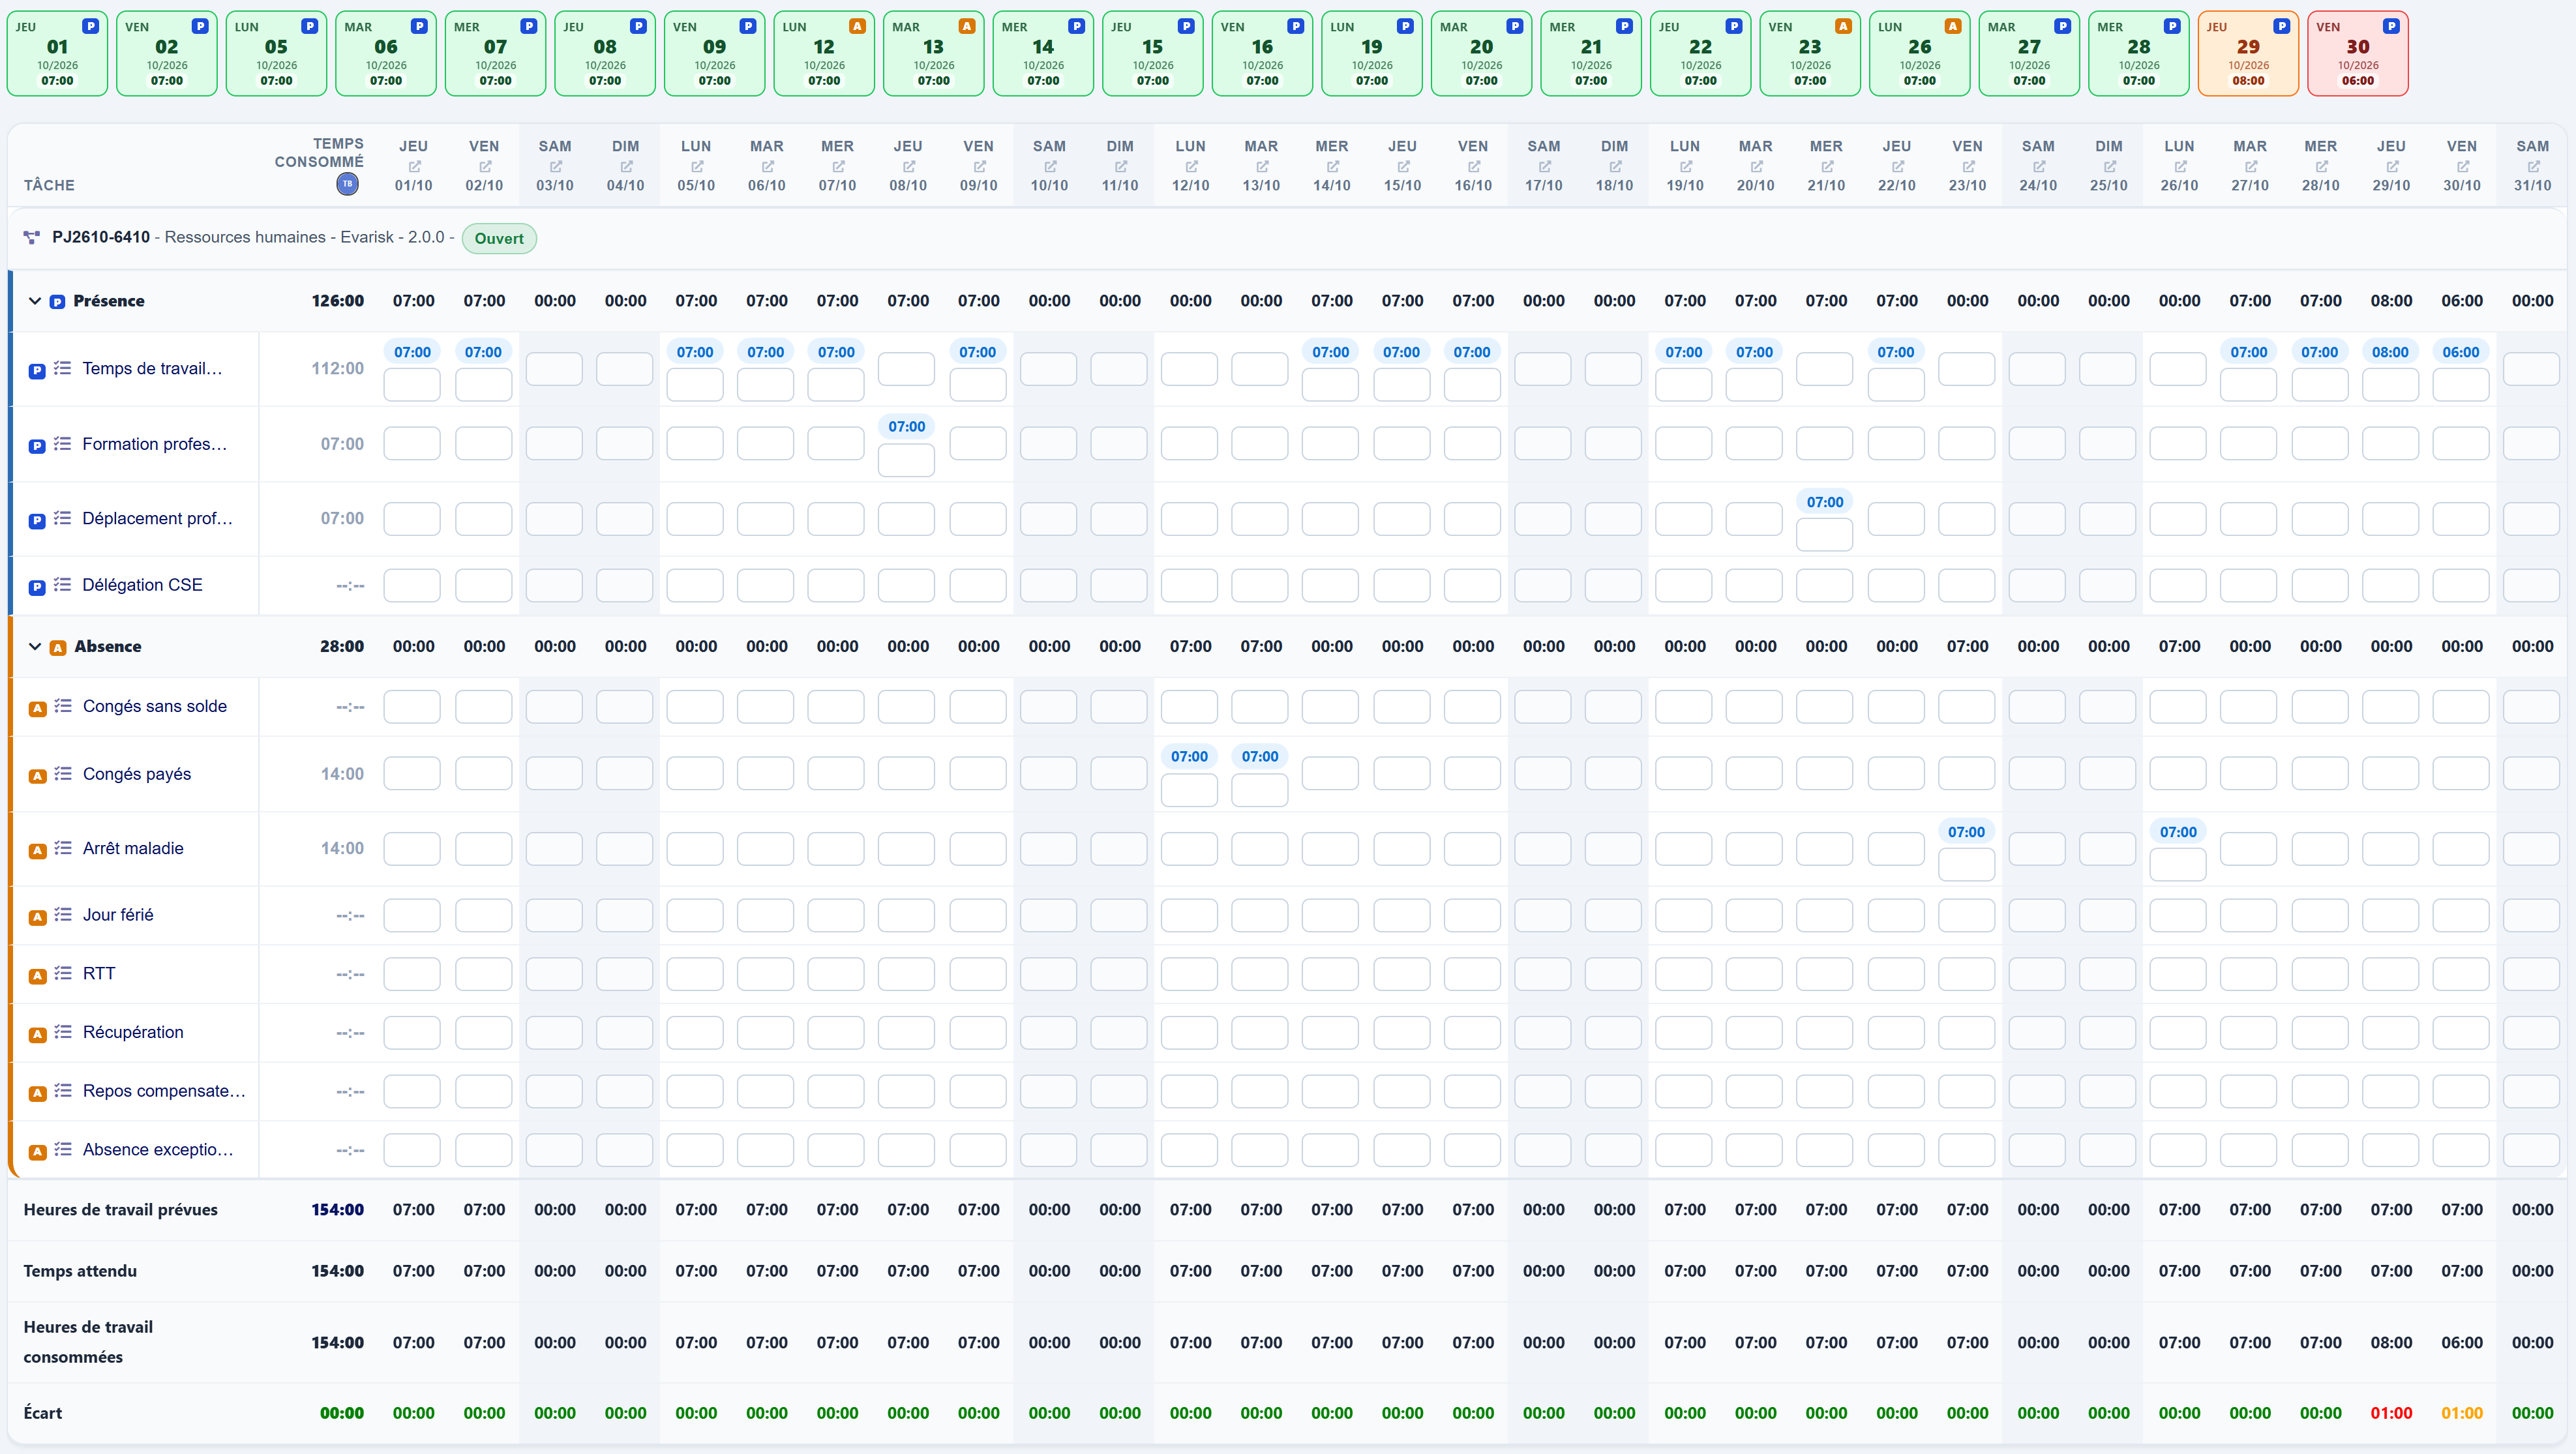 JEU P VEN P LUN P MAR P MER P JEU P VEN P LUN A MAR A MER P JEU P VEN P LUN P MAR P MER P JEU P VEN A LUN A MAR P MER P JEU P VEN P
01 02 05 06 07 08 09 12 13 14 15 16 19 20 21 22 23 26 27 28 29 30
10/2026 10/2026 10/2026 10/2026 10/2026 10/2026 10/2026 10/2026 10/2026 10/2026 10/2026 10/2026 10/2026 10/2026 10/2026 10/2026 10/2026 10/2026 10/2026 10/2026 10/2026 10/2026
07:00 07:00 07:00 07:00 07:00 07:00 07:00 07:00 07:00 07:00 07:00 07:00 07:00 07:00 07:00 07:00 07:00 07:00 07:00 07:00 08:00 06:00
TEMPS CONSOMMÉ JEU VEN SAM DIM LUN MAR MER JEU VEN SAM DIM LUN MAR MER JEU VEN SAM DIM LUN MAR MER JEU VEN SAM DIM LUN MAR MER JEU VEN SAM
TÂCHE TB 01/10 02/10 03/10 04/10 05/10 06/10 07/10 08/10 09/10 10/10 11/10 12/10 13/10 14/10 15/10 16/10 17/10 18/10 19/10 20/10 21/10 22/10 23/10 24/10 25/10 26/10 27/10 28/10 29/10 30/10 31/10
PJ2610-6410 - Ressources humaines - Evarisk - 2.0.0 - Ouvert
P Présence 126:00 07:00 07:00 00:00 00:00 07:00 07:00 07:00 07:00 07:00 00:00 00:00 00:00 00:00 07:00 07:00 07:00 00:00 00:00 07:00 07:00 07:00 07:00 00:00 00:00 00:00 00:00 07:00 07:00 08:00 06:00 00:00
P Temps de travail… 112:00 07:00 07:00 07:00 07:00 07:00 07:00 07:00 07:00 07:00 07:00 07:00 07:00 07:00 07:00 08:00 06:00
P Formation profes… 07:00 07:00
P Déplacement prof… 07:00 07:00
P Délégation CSE --:--
A Absence 28:00 00:00 00:00 00:00 00:00 00:00 00:00 00:00 00:00 00:00 00:00 00:00 07:00 07:00 00:00 00:00 00:00 00:00 00:00 00:00 00:00 00:00 00:00 07:00 00:00 00:00 07:00 00:00 00:00 00:00 00:00 00:00
A Congés sans solde --:--
A Congés payés 14:00 07:00 07:00
A Arrêt maladie 14:00 07:00 07:00
A Jour férié --:--
A RTT --:--
A Récupération --:--
A Repos compensate… --:--
A Absence exceptio… --:--
Heures de travail prévues 154:00 07:00 07:00 00:00 00:00 07:00 07:00 07:00 07:00 07:00 00:00 00:00 07:00 07:00 07:00 07:00 07:00 00:00 00:00 07:00 07:00 07:00 07:00 07:00 00:00 00:00 07:00 07:00 07:00 07:00 07:00 00:00
Temps attendu 154:00 07:00 07:00 00:00 00:00 07:00 07:00 07:00 07:00 07:00 00:00 00:00 07:00 07:00 07:00 07:00 07:00 00:00 00:00 07:00 07:00 07:00 07:00 07:00 00:00 00:00 07:00 07:00 07:00 07:00 07:00 00:00
Heures de travail
consommées 154:00 07:00 07:00 00:00 00:00 07:00 07:00 07:00 07:00 07:00 00:00 00:00 07:00 07:00 07:00 07:00 07:00 00:00 00:00 07:00 07:00 07:00 07:00 07:00 00:00 00:00 07:00 07:00 07:00 08:00 06:00 00:00
Écart 00:00 00:00 00:00 00:00 00:00 00:00 00:00 00:00 00:00 00:00 00:00 00:00 00:00 00:00 00:00 00:00 00:00 00:00 00:00 00:00 00:00 00:00 00:00 00:00 00:00 00:00 00:00 00:00 00:00 01:00 01:00 00:00